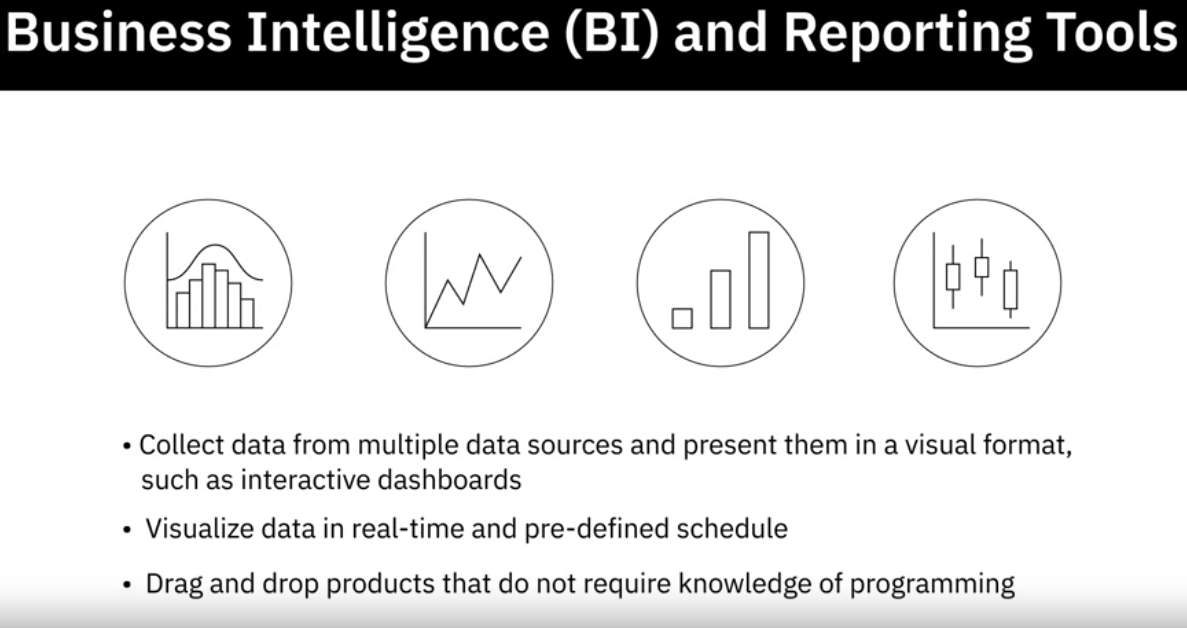 Business Intelligence (BI) and Reporting Tools
• Collect data from multiple data sources and present them in a visual format,
such as interactive dashboards
• Visualize data in real-time and pre-defined schedule
• Drag and drop products that do not require knowledge of programming